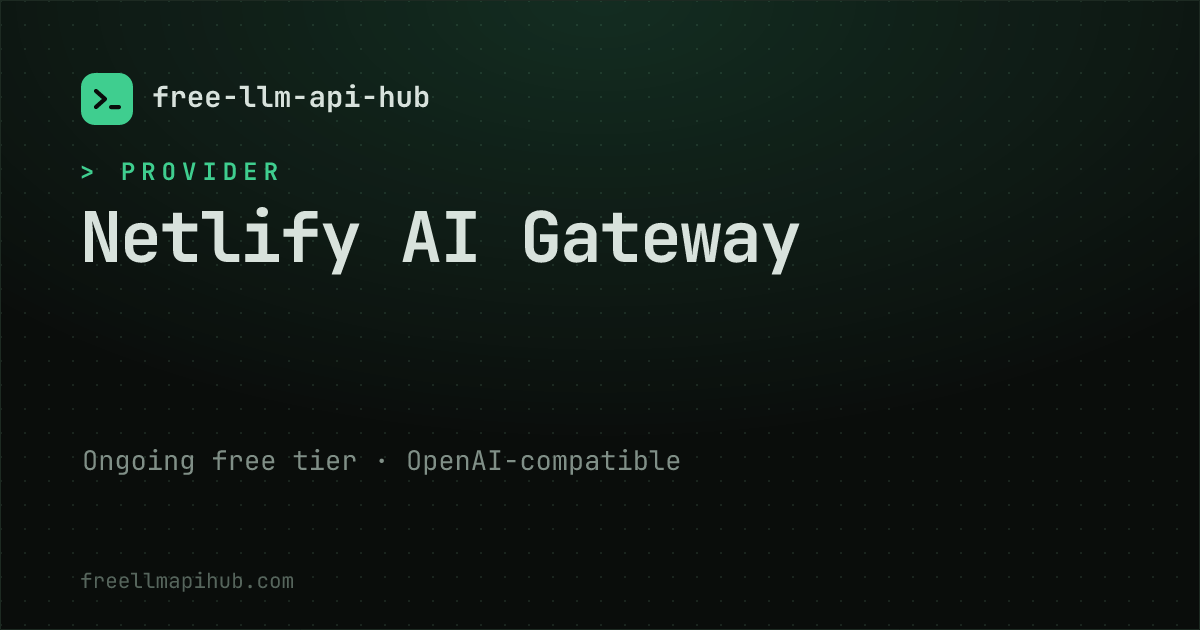 free-llm-api-hub
> PROVIDER
Netlify AI Gateway
Ongoing free tier · OpenAI-compatible
freellmapihub.com